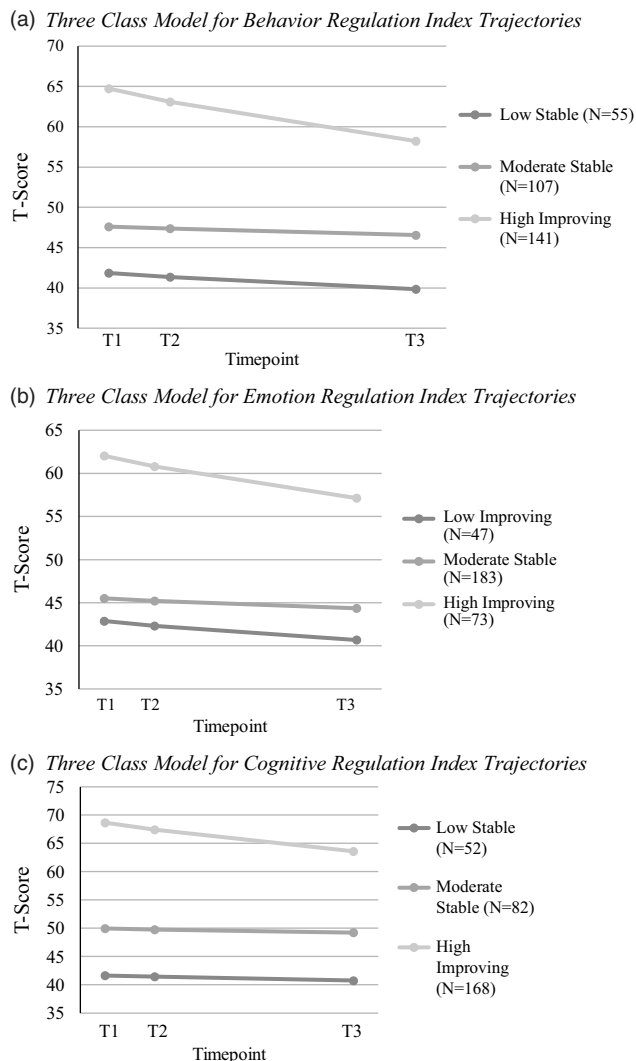 (a) Three Class Model for Behavior Regulation Index Trajectories
70
65
60
55
50
45
40
35
T-Score
T1 T2 T3
Timepoint
Low Stable (N=55)
Moderate Stable
(N=107)
High Improving
(N=141)
(b) Three Class Model for Emotion Regulation Index Trajectories
65
60
55
50
45
40
35
T-Score
T1 T2 T3
Timepoint
Low Improving
(N=47)
Moderate Stable
(N=183)
High Improving
(N=73)
(c) Three Class Model for Cognitive Regulation Index Trajectories
75
70
65
60
55
50
45
40
35
T-Score
T1 T2 T3
Timepoint
Low Stable
(N=52)
Moderate
Stable (N=82)
High
Improving
(N=168)